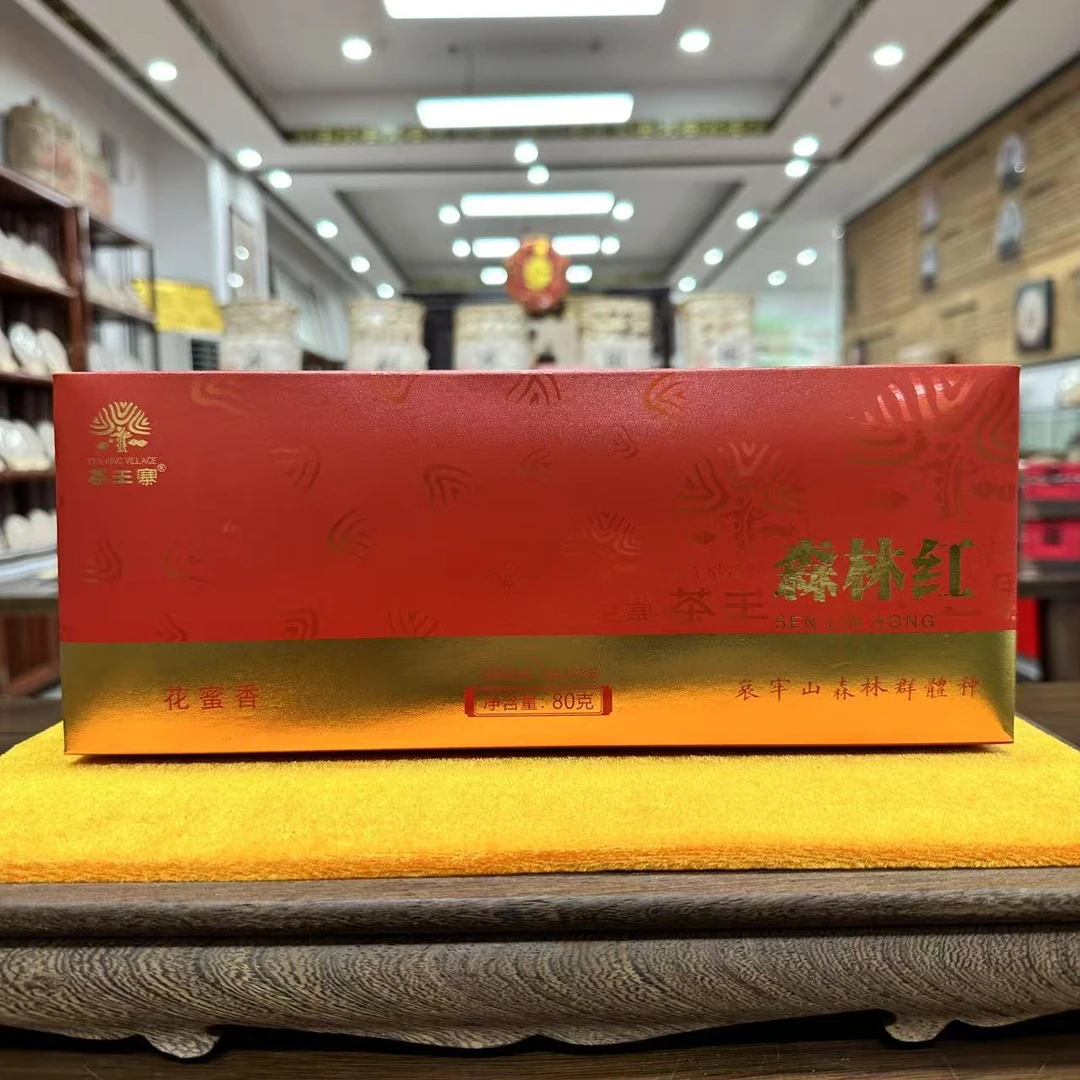 TEA KING VILLAGE
茶王寨®
森林红
SEN LIN HONG
花蜜香
净含量：80克
哀牢山森林群體种
茶王